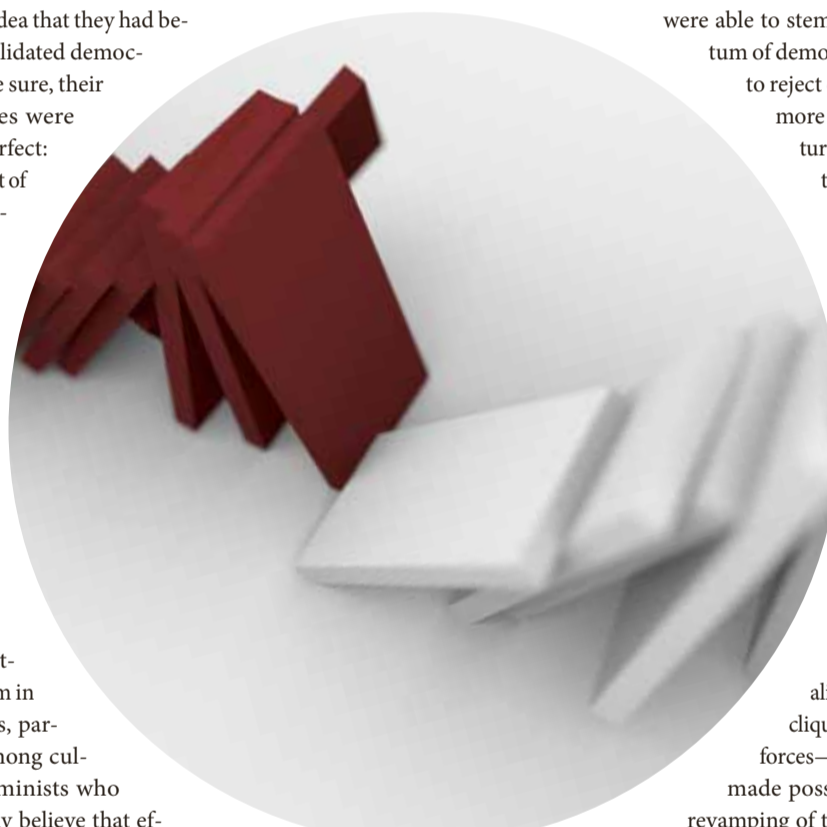 dea that they had be-
lidated democ-
e sure, their
es were
rfect:
t of
-
t-
m in
s, par-
nong cul-
minists who
y believe that ef-
were able to stem
tum of demo
to reject
more
tur
t
ali
cliqu
forces—
made poss
revamping of t